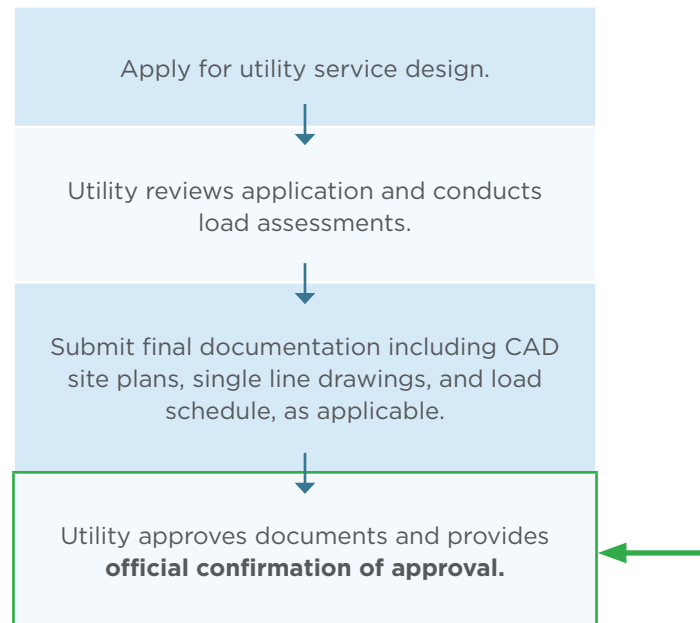 Apply for utility service design.
Utility reviews application and conducts
load assessments.
Submit final documentation including CAD
site plans, single line drawings, and load
schedule, as applicable.
Utility approves documents and provides
official confirmation of approval.